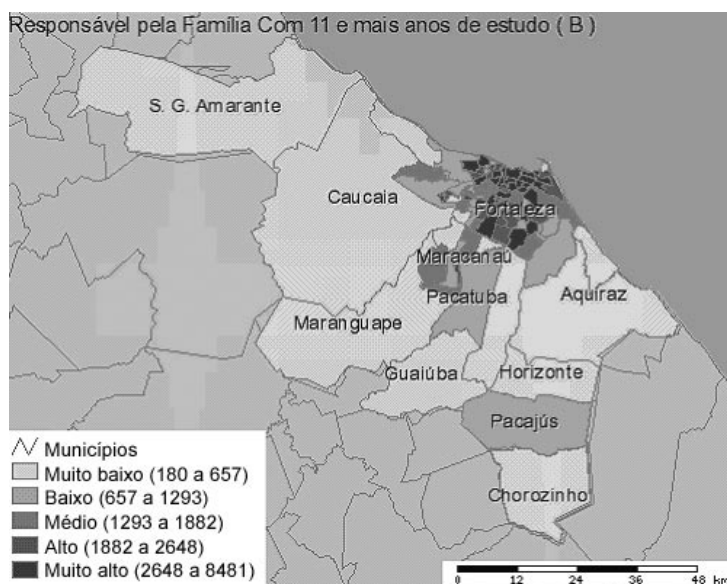 Responsável pela Família Com 11 e mais anos de estudo ( B )
S. G. Amarante
Caucaia
Fortaleza
Maracanaú
Pacatuba
Aquiraz
Maranguape
Guaiúba
Horizonte
Pacajús
Chorozinho
Municípios
Muito baixo (180 a 657)
Baixo (657 a 1293)
Médio (1293 a 1882)
Alto (1882 a 2648)
Muito alto (2648 a 8481)
0 12 24 36 48 km